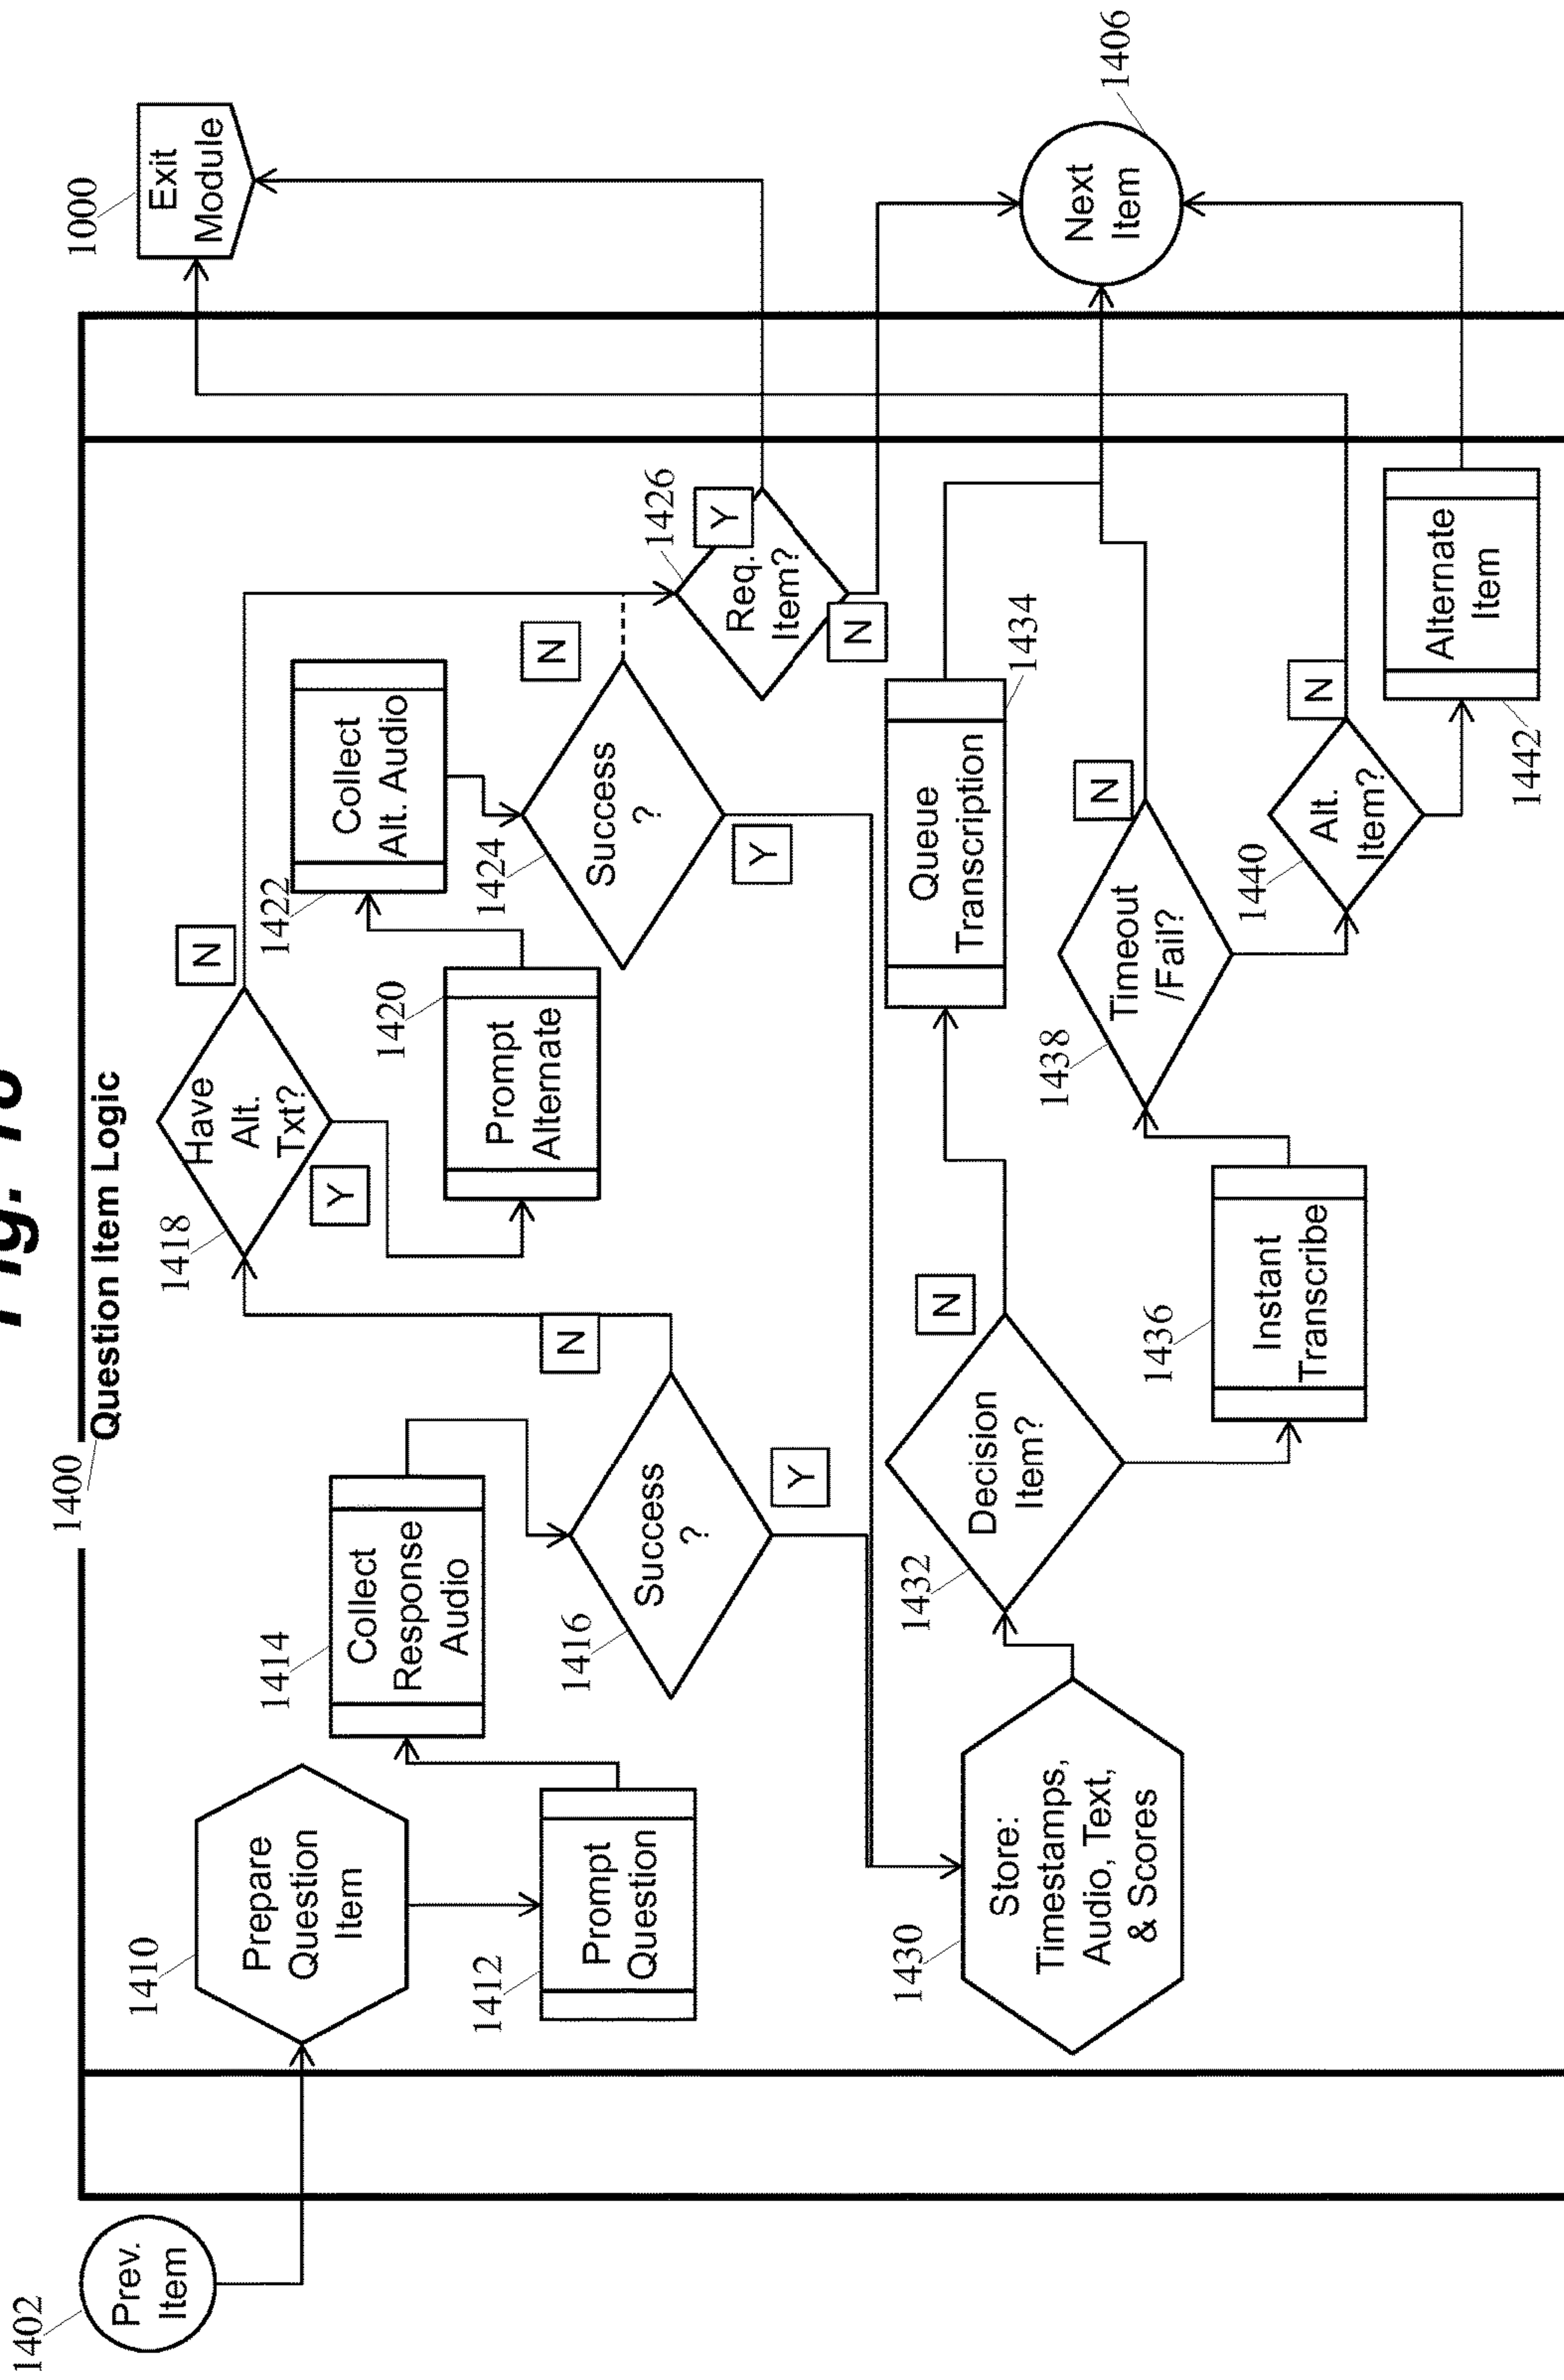 Fig.
1400
Question Item Logic
1402
Prev.
Item
1410
Prepare
Question
Item
1412
Prompt
Question
1414
Collect
Response
Audio
1416
Success
?
N
Y
1418
Have
Alt.
Txt?
N
Y
1420
Prompt
Alternate
1422
Collect
Alt. Audio
1424
Success
?
N
Y
1426
Req.
Item?
Y
N
1000
Exit
Module
1430
Store:
Timestamps,
Audio, Text,
& Scores
1432
Decision
Item?
N
1434
Queue
Transcription
1436
Instant
Transcribe
1438
Timeout
/Fail?
N
1440
Alt.
Item?
N
1442
Alternate
Item
1406
Next
Item